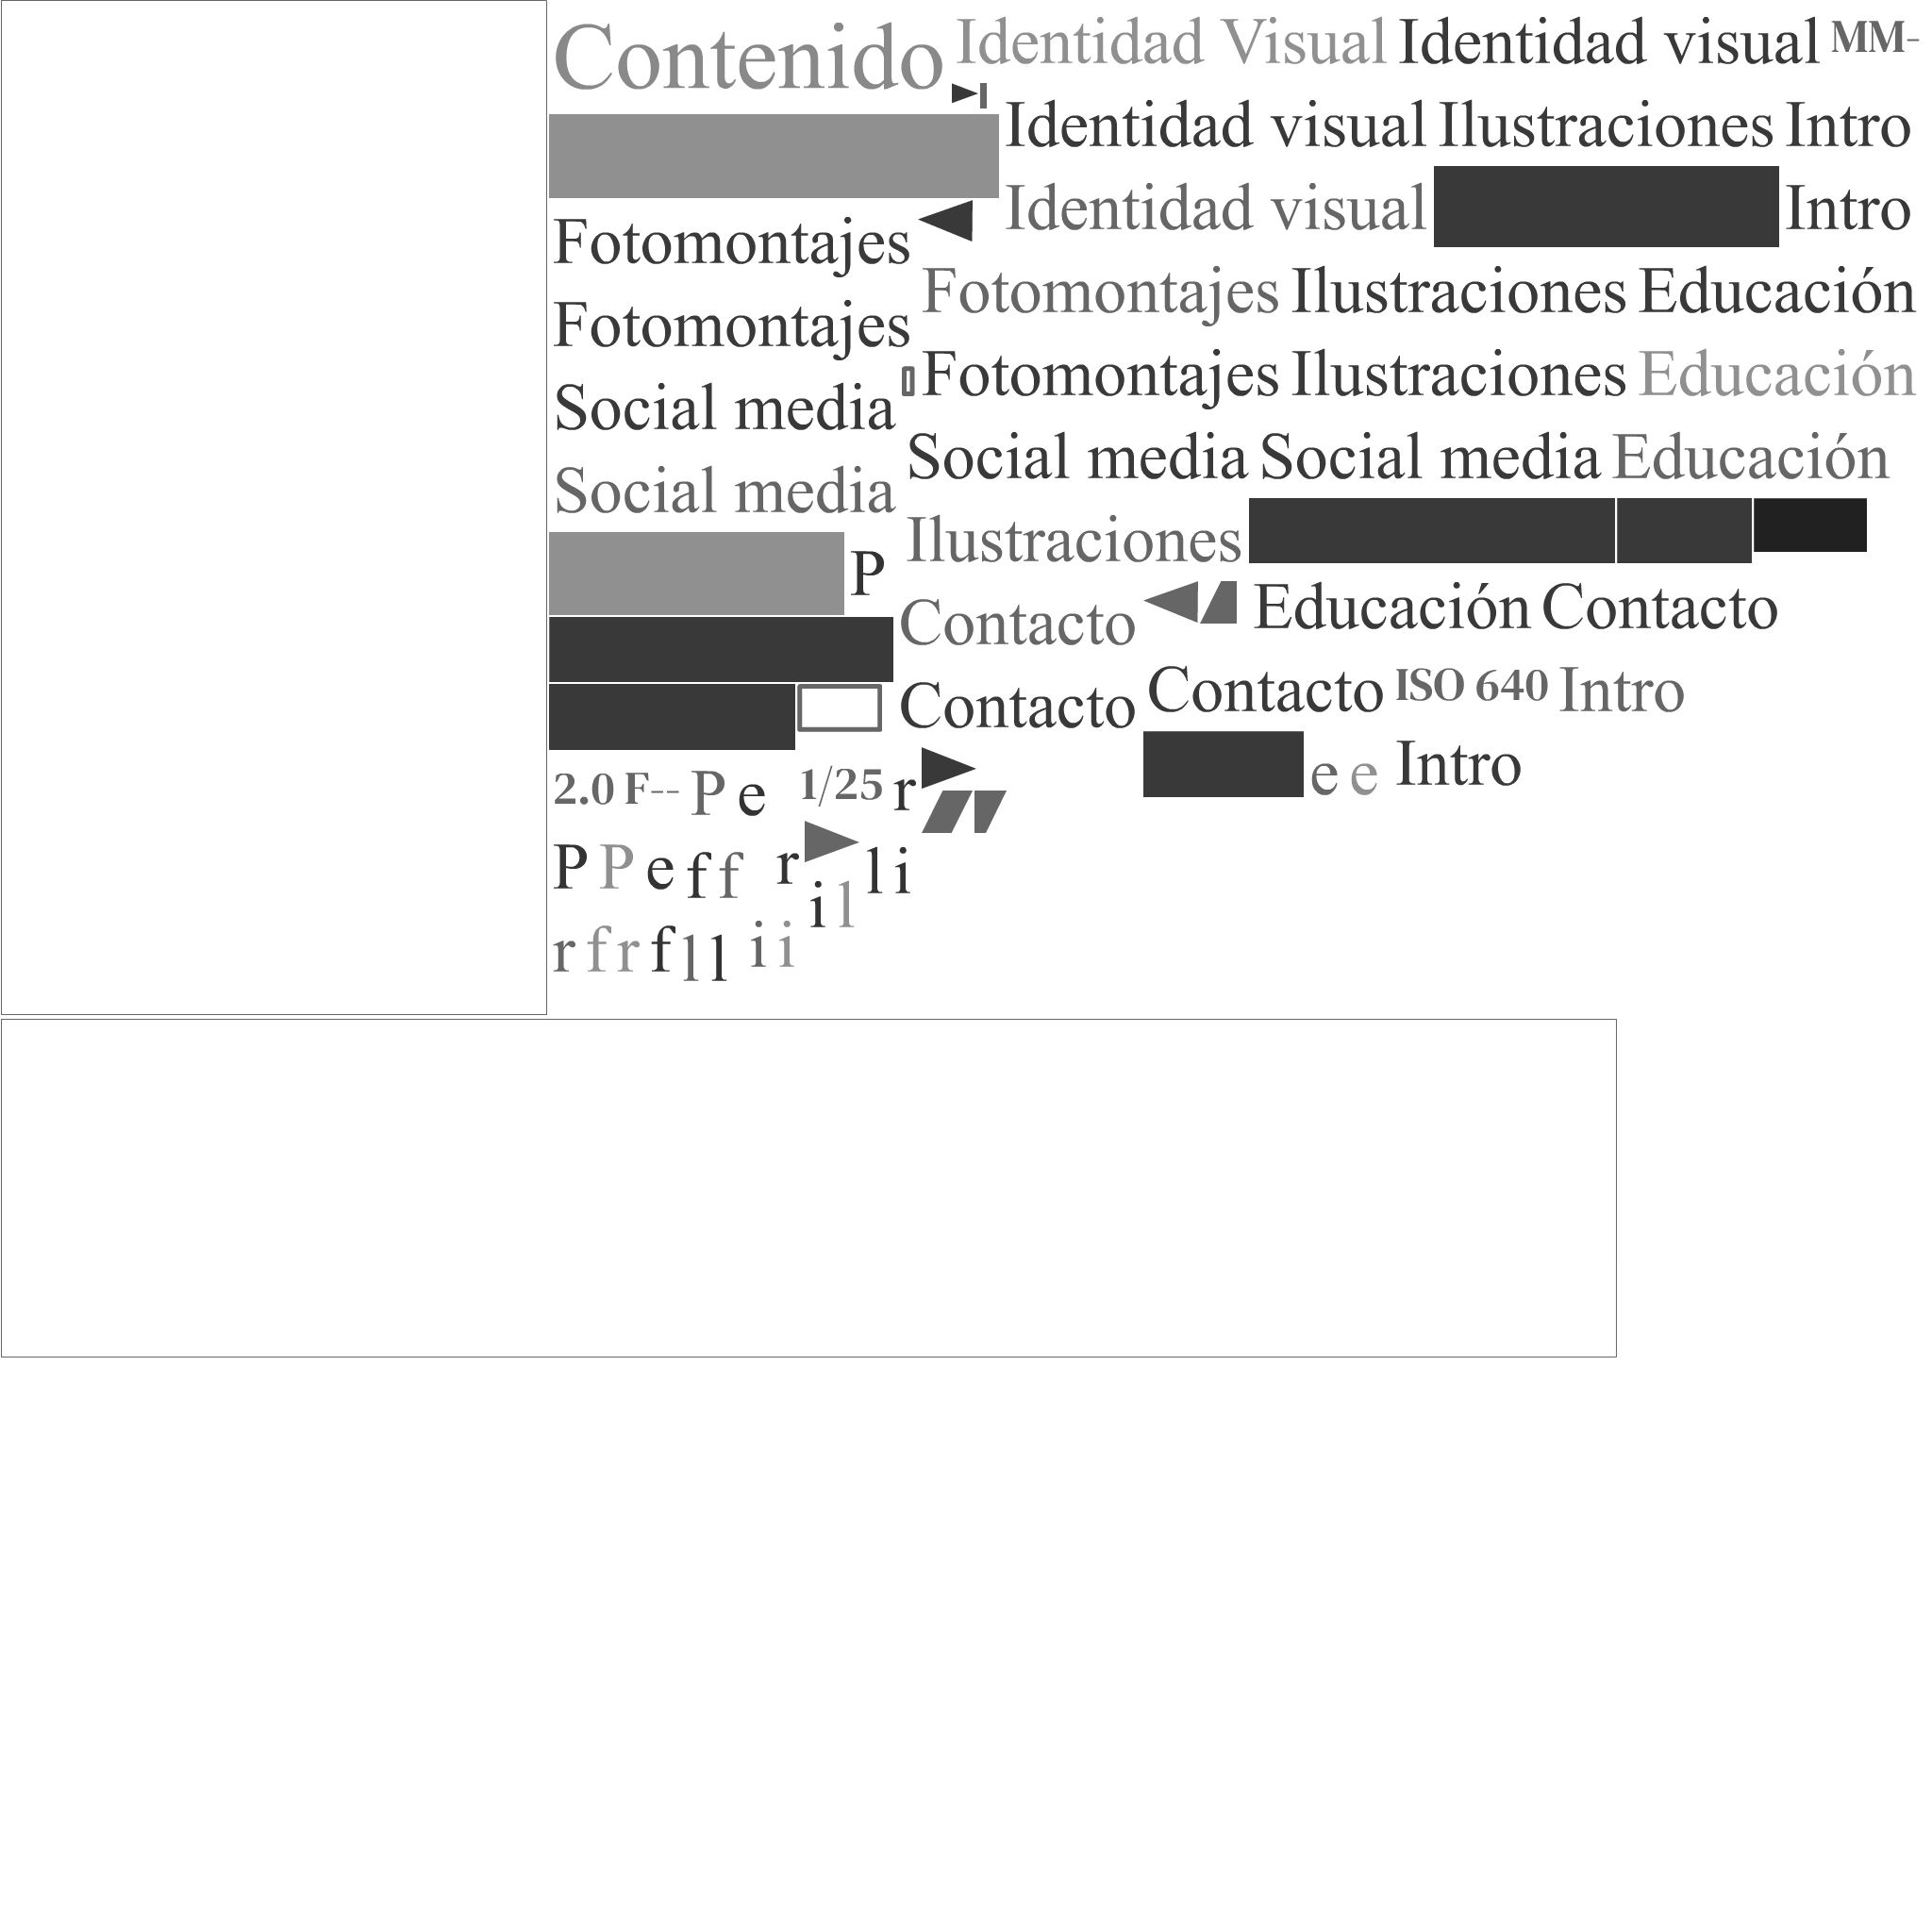 Contenido Identidad Visual Identidad visual MM-
Identidad visual Ilustraciones Intro
Identidad visual Intro
Fotomontajes
Fotomontajes Ilustraciones Educación
Fotomontajes
Fotomontajes Ilustraciones Educación
Social media
Social media Social media Educación
Social media
Ilustraciones
P
Contacto Educación Contacto
Contacto Contacto ISO 640 Intro
2.0 F-- P e 1/25 r e e Intro
P P e f f r l i
i l
r f r f l l i i